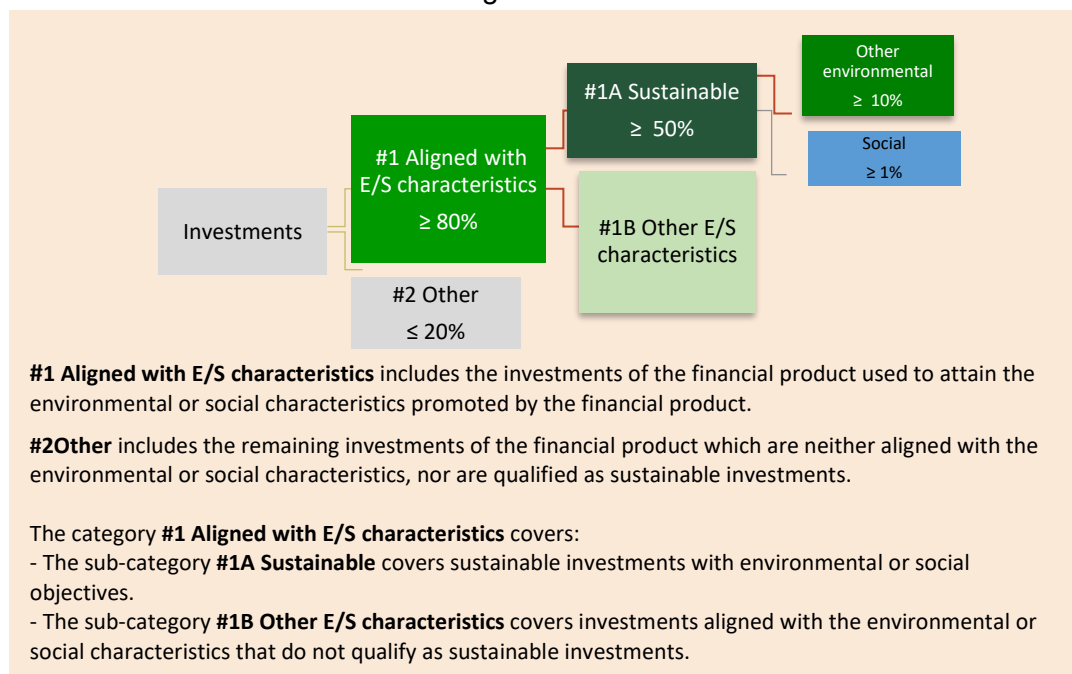 Investments
#1 Aligned with
E/S characteristics
≥ 80%
#2 Other
≤ 20%
#1A Sustainable
≥ 50%
#1B Other E/S
characteristics
Other
environmental
≥ 10%
Social
≥ 1%
#1 Aligned with E/S characteristics includes the investments of the financial product used to attain the
environmental or social characteristics promoted by the financial product.
#2Other includes the remaining investments of the financial product which are neither aligned with the
environmental or social characteristics, nor are qualified as sustainable investments.
The category #1 Aligned with E/S characteristics covers:
- The sub-category #1A Sustainable covers sustainable investments with environmental or social
objectives.
- The sub-category #1B Other E/S characteristics covers investments aligned with the environmental or
social characteristics that do not qualify as sustainable investments.